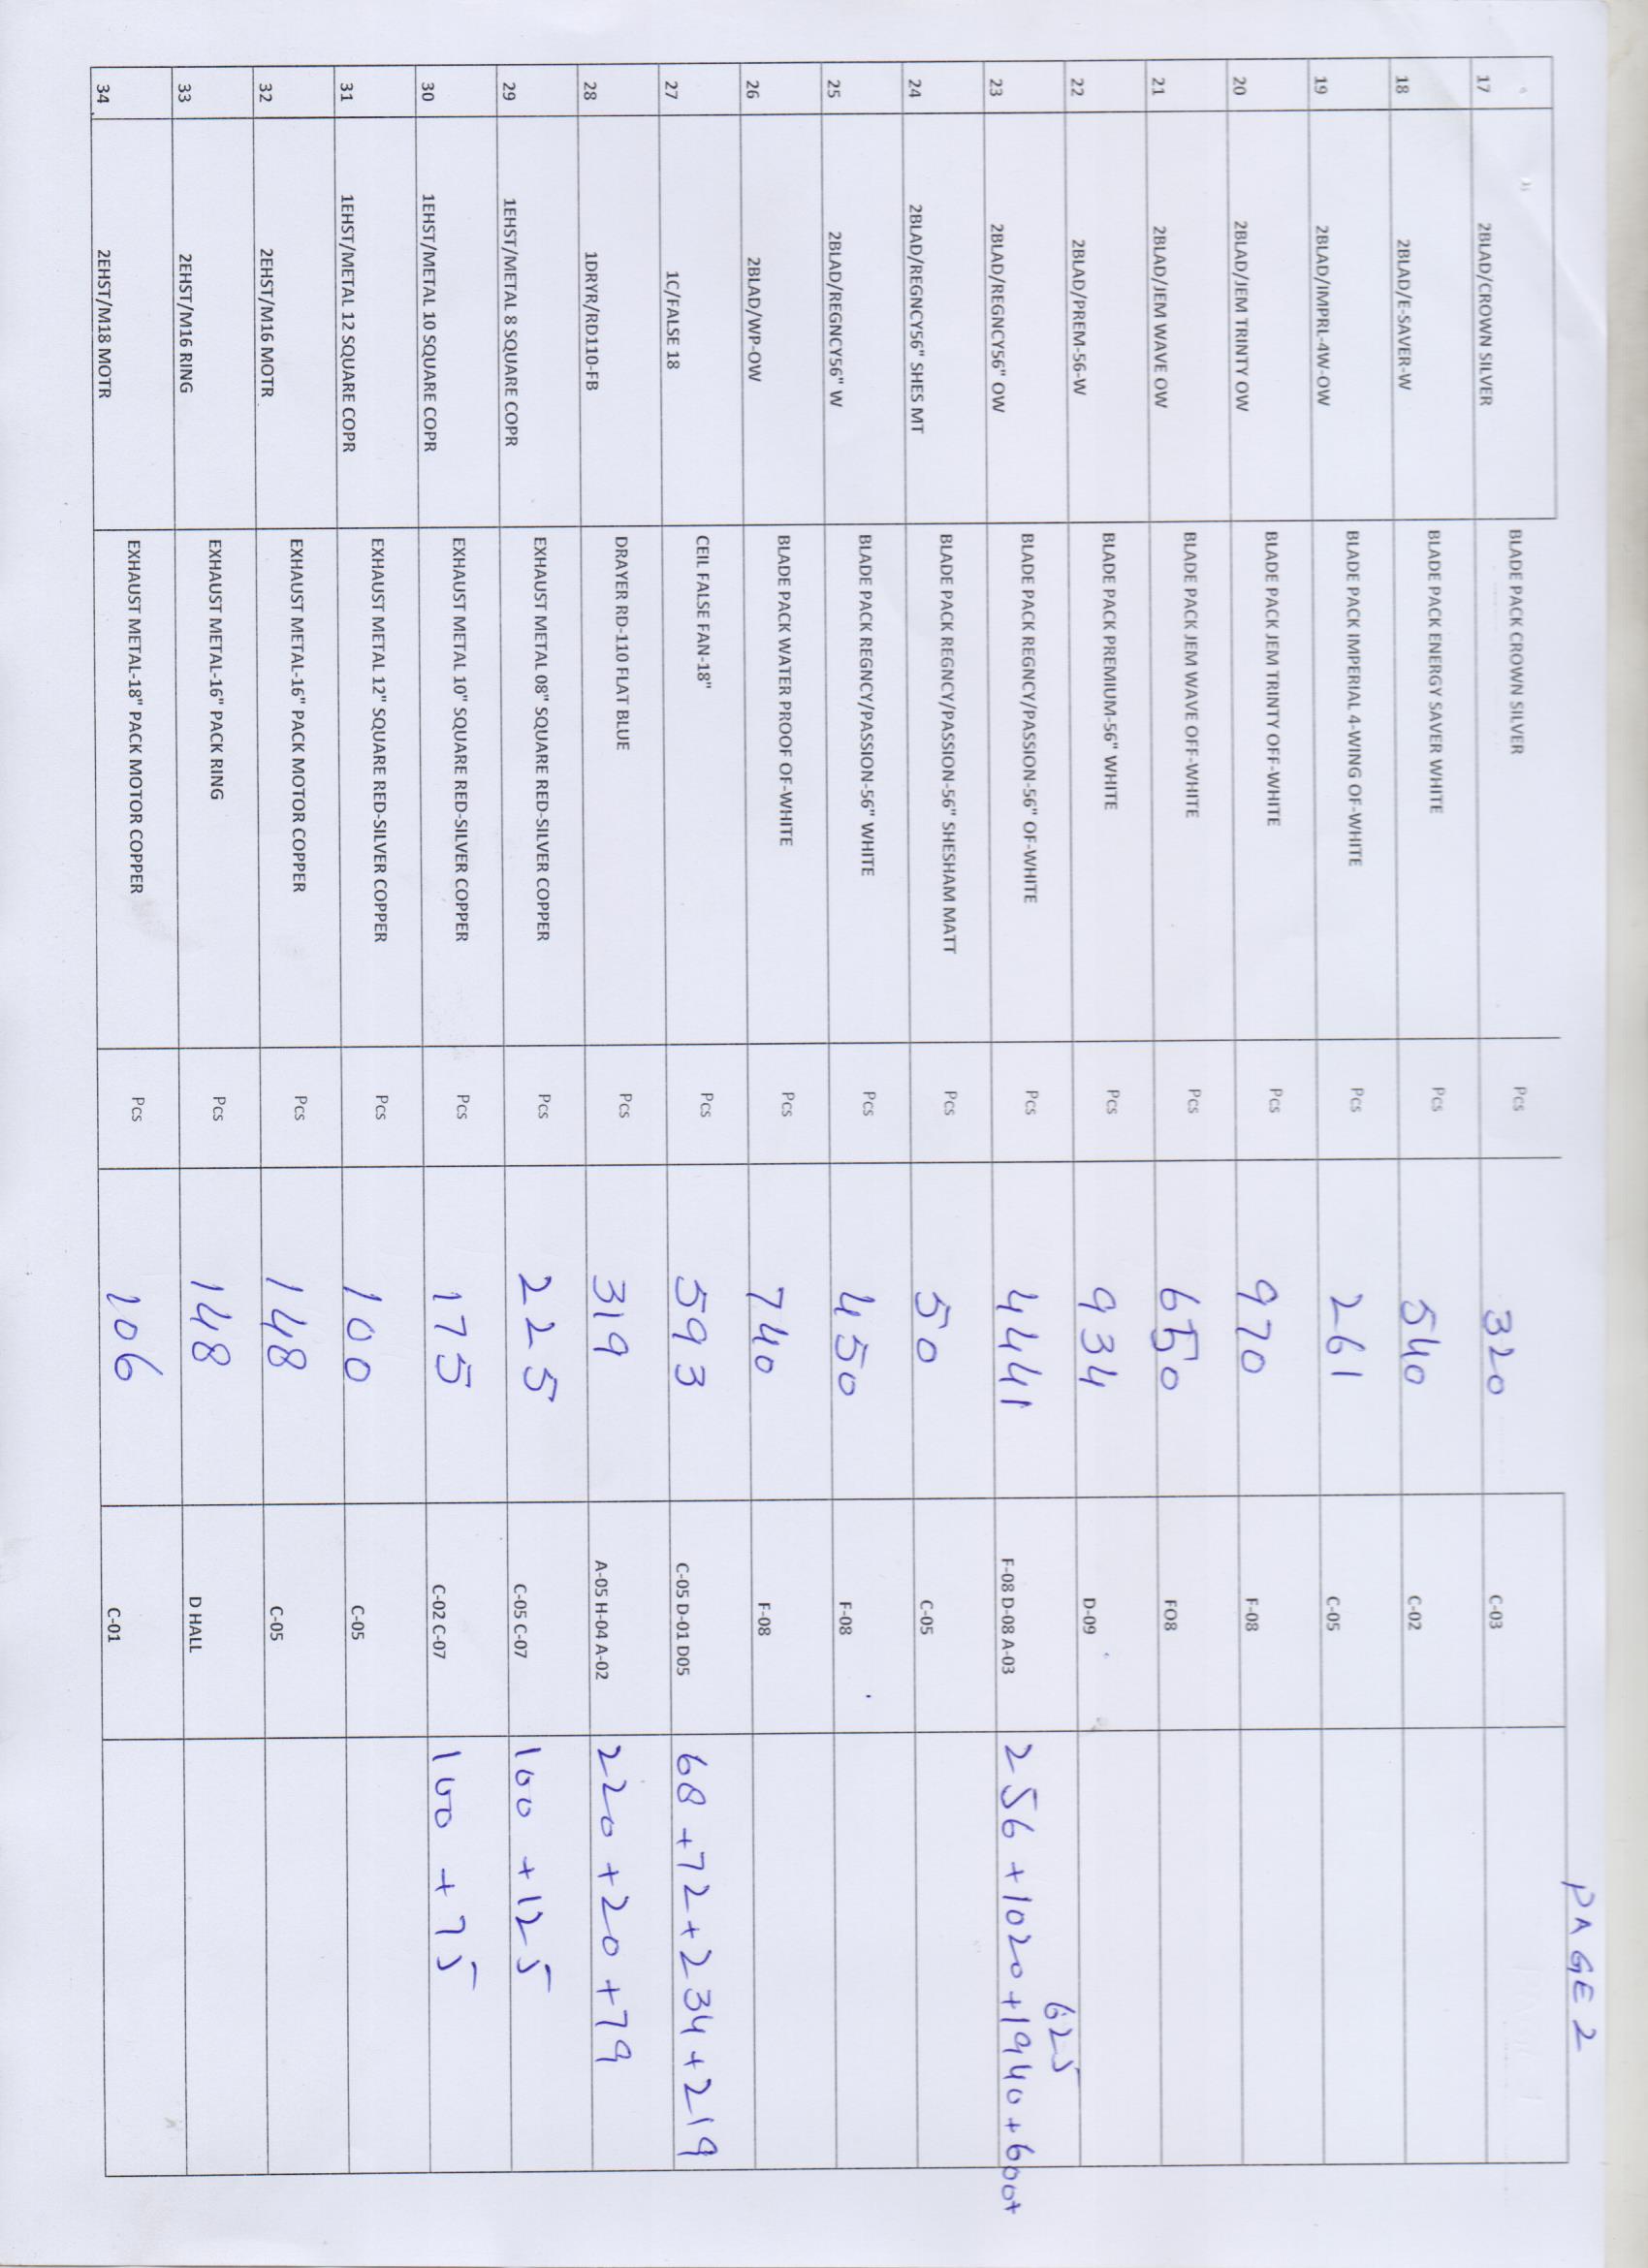 PAGE 2
17 2BLAD/CROWN SILVER BLADE PACK CROWN SILVER Pcs 320 C-03
18 2BLAD/E-SAVER-W BLADE PACK ENERGY SAVER WHITE Pcs 540 C-02
19 2BLAD/IMPRL-4W-OW BLADE PACK IMPERIAL 4-WING OF-WHITE Pcs 261 C-05
20 2BLAD/JEM TRINTY OW BLADE PACK JEM TRINTY OFF-WHITE Pcs 970 F-08
21 2BLAD/JEM WAVE OW BLADE PACK JEM WAVE OFF-WHITE Pcs 650 FO8
22 2BLAD/PREM-56-W BLADE PACK PREMIUM-56" WHITE Pcs 934 D-09
625
23 2BLAD/REGNCY56" OW BLADE PACK REGNCY/PASSION-56" OF-WHITE Pcs 4441 F-08 D-08 A-03 256 +1020 +1940 +600+
24 2BLAD/REGNCY56" SHES MT BLADE PACK REGNCY/PASSION-56" SHESHAM MATT Pcs 50 C-05
25 2BLAD/REGNCY56" W BLADE PACK REGNCY/PASSION-56" WHITE Pcs 450 F-08
26 2BLAD/WP-OW BLADE PACK WATER PROOF OF-WHITE Pcs 740 F-08
27 1C/FALSE 18 CEIL FALSE FAN-18" Pcs 593 C-05 D-01 D05 68 +72 +234 +219
28 1DRYR/RD110-FB DRAYER RD-110 FLAT BLUE Pcs 319 A-05 H-04 A-02 220 +20 +79
29 1EHST/METAL 8 SQUARE COPR EXHAUST METAL 08" SQUARE RED-SILVER COPPER Pcs 225 C-05 C-07 100 +125
30 1EHST/METAL 10 SQUARE COPR EXHAUST METAL 10" SQUARE RED-SILVER COPPER Pcs 175 C-02 C-07 100 +75
31 1EHST/METAL 12 SQUARE COPR EXHAUST METAL 12" SQUARE RED-SILVER COPPER Pcs 100 C-05
32 2EHST/M16 MOTR EXHAUST METAL-16" PACK MOTOR COPPER Pcs 148 C-05
33 2EHST/M16 RING EXHAUST METAL-16" PACK RING Pcs 148 D HALL
34 2EHST/M18 MOTR EXHAUST METAL-18" PACK MOTOR COPPER Pcs 106 C-01